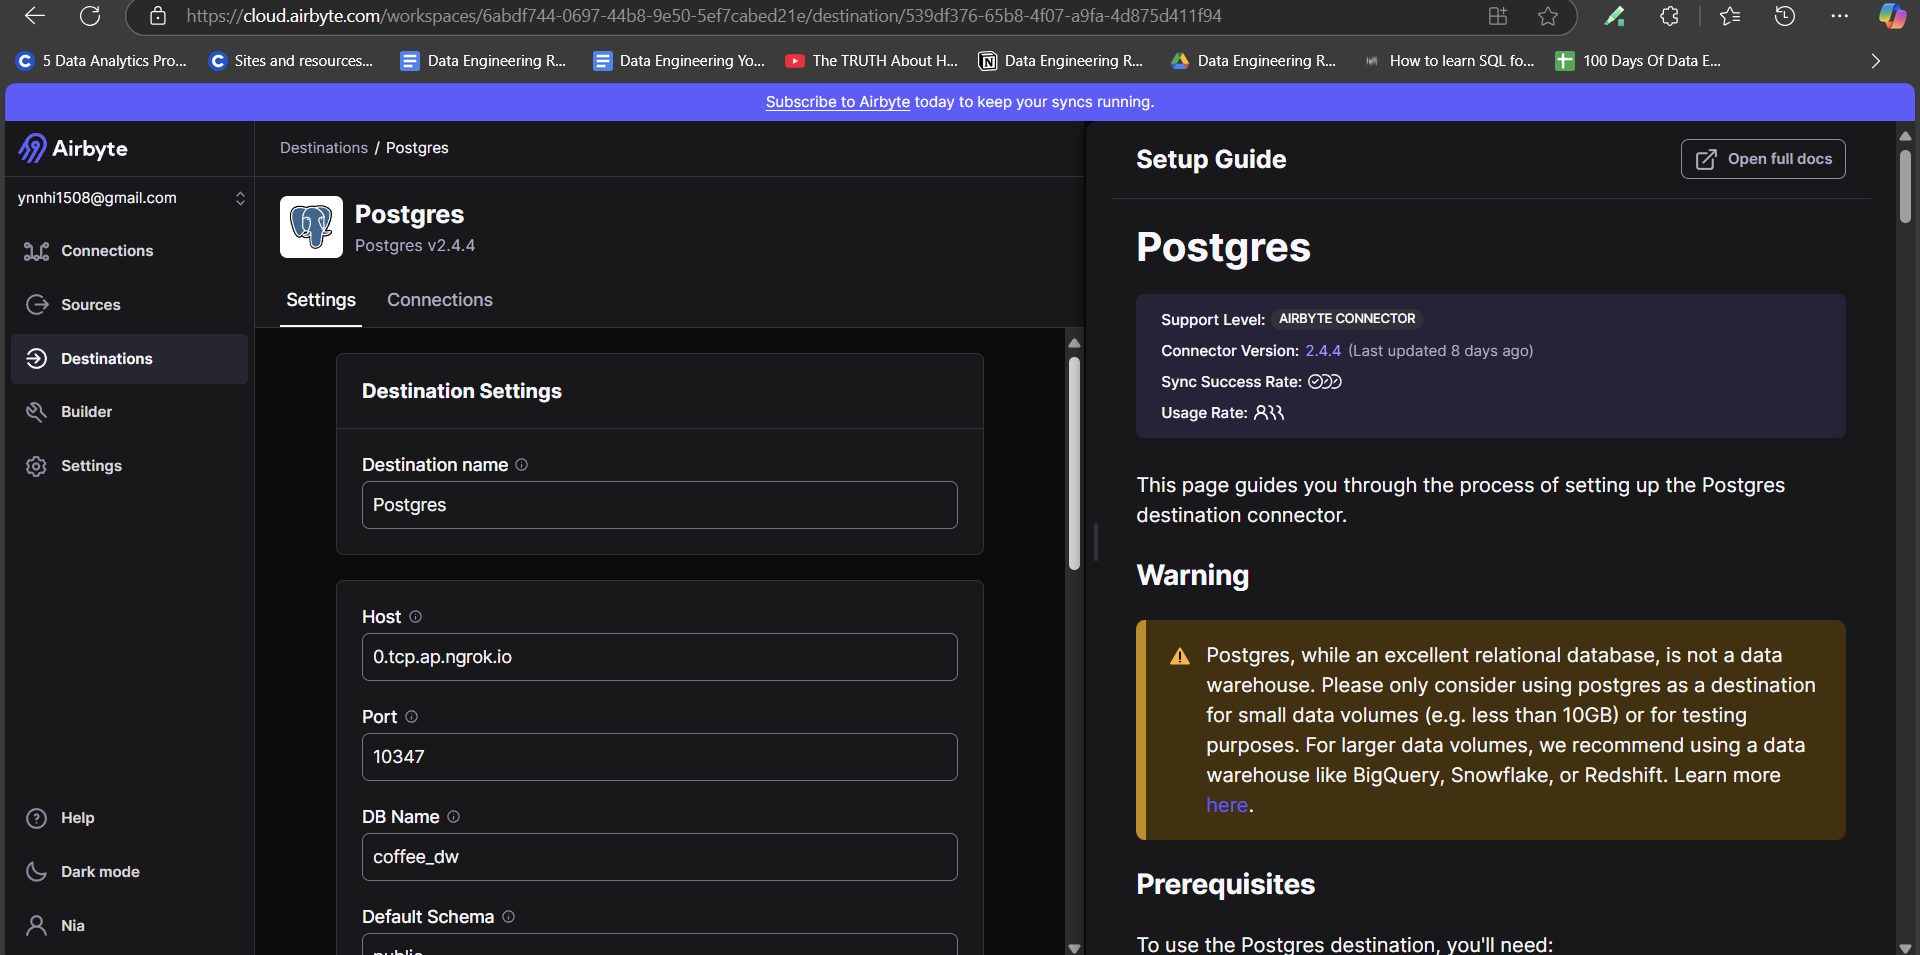 https://cloud.airbyte.com/workspaces/6abdf744-0697-44b8-9e50-5ef7cabed21e/destination/539df376-65b8-4f07-a9fa-4d875d411f94
5 Data Analytics Pro...
Sites and resources...
Data Engineering R...
Data Engineering Yo...
The TRUTH About H...
Data Engineering R...
Data Engineering R...
How to learn SQL fo...
100 Days Of Data E...
Subscribe to Airbyte today to keep your syncs running.
Airbyte
ynnhi1508@gmail.com
Connections
Sources
Destinations
Builder
Settings
Help
Dark mode
Nia
Destinations / Postgres
Postgres
Postgres v2.4.4
Settings
Connections
Destination Settings
Destination name
Postgres
Host
0.tcp.ap.ngrok.io
Port
10347
DB Name
coffee_dw
Default Schema
public
Setup Guide
Open full docs
Postgres
Support Level: AIRBYTE CONNECTOR
Connector Version: 2.4.4 (Last updated 8 days ago)
Sync Success Rate:
Usage Rate:
This page guides you through the process of setting up the Postgres
destination connector.
Warning
Postgres, while an excellent relational database, is not a data
warehouse. Please only consider using postgres as a destination
for small data volumes (e.g. less than 10GB) or for testing
purposes. For larger data volumes, we recommend using a data
warehouse like BigQuery, Snowflake, or Redshift. Learn more
here.
Prerequisites
To use the Postgres destination, you'll need: